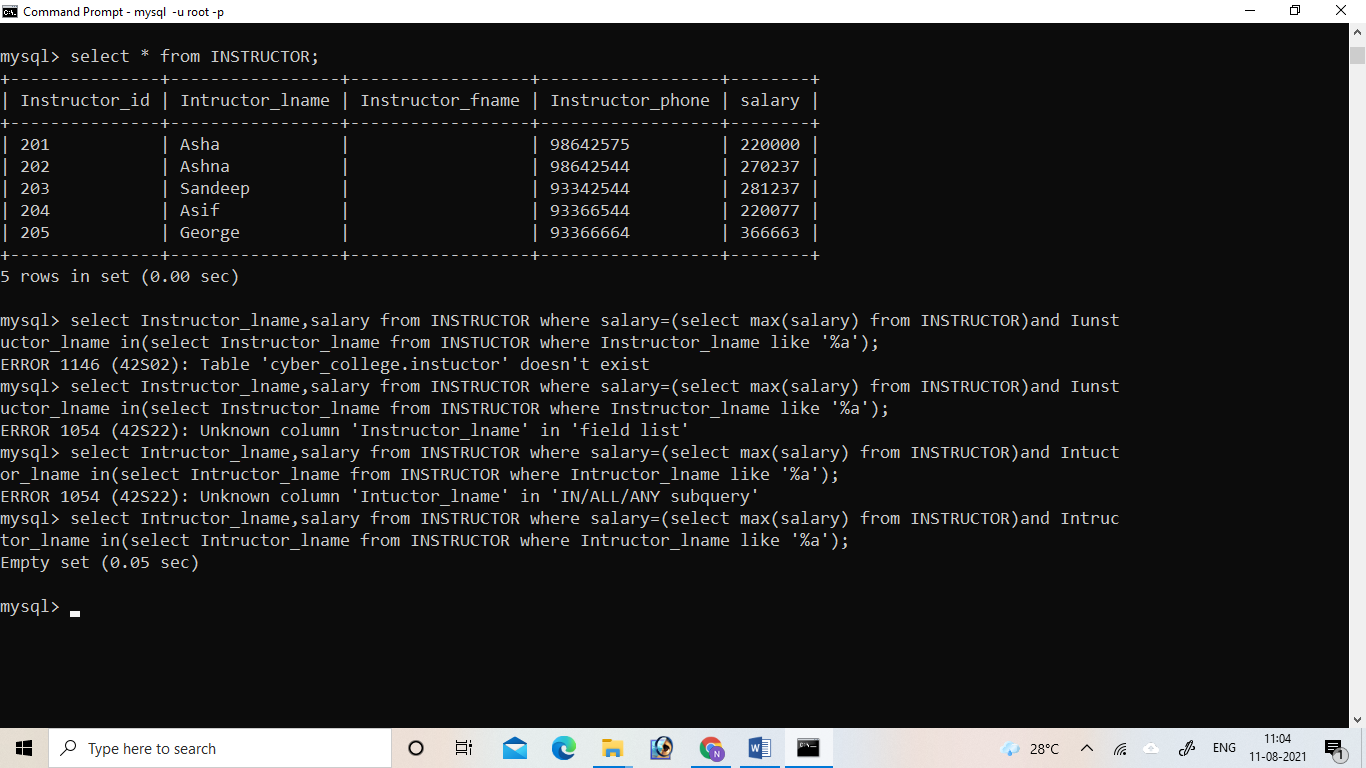 Command Prompt - mysql -u root -p
mysql> select * from INSTRUCTOR;
+---------------+-----------------+------------------+------------------+--------+
| Instructor_id | Intructor_lname | Instructor_fname | Instructor_phone | salary |
+---------------+-----------------+------------------+------------------+--------+
| 201 | Asha | | 98642575 | 220000 |
| 202 | Ashna | | 98642544 | 270237 |
| 203 | Sandeep | | 93342544 | 281237 |
| 204 | Asif | | 93366544 | 220077 |
| 205 | George | | 93366664 | 366663 |
+---------------+-----------------+------------------+------------------+--------+
5 rows in set (0.00 sec)
mysql> select Instructor_lname,salary from INSTRUCTOR where salary=(select max(salary) from INSTRUCTOR)and Iunst
uctor_lname in(select Instructor_lname from INSTUCTOR where Instructor_lname like '%a');
ERROR 1146 (42S02): Table 'cyber_college.instuctor' doesn't exist
mysql> select Instructor_lname,salary from INSTRUCTOR where salary=(select max(salary) from INSTRUCTOR)and Iunst
uctor_lname in(select Instructor_lname from INSTRUCTOR where Instructor_lname like '%a');
ERROR 1054 (42S22): Unknown column 'Instructor_lname' in 'field list'
mysql> select Intructor_lname,salary from INSTRUCTOR where salary=(select max(salary) from INSTRUCTOR)and Intuct
or_lname in(select Intructor_lname from INSTRUCTOR where Intructor_lname like '%a');
ERROR 1054 (42S22): Unknown column 'Intuctor_lname' in 'IN/ALL/ANY subquery'
mysql> select Intructor_lname,salary from INSTRUCTOR where salary=(select max(salary) from INSTRUCTOR)and Intruc
tor_lname in(select Intructor_lname from INSTRUCTOR where Intructor_lname like '%a');
Empty set (0.05 sec)
mysql>
Type here to search
28°C
ENG
11:04
11-08-2021
1